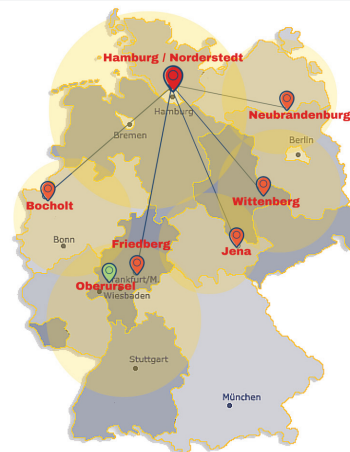 Hamburg / Norderstedt
Hamburg
Neubrandenburg
Bremen
Berlin
Wittenberg
Bocholt
Bonn
Friedberg
Jena
Frankfurt/M.
Oberursel
Wiesbaden
Stuttgart
München